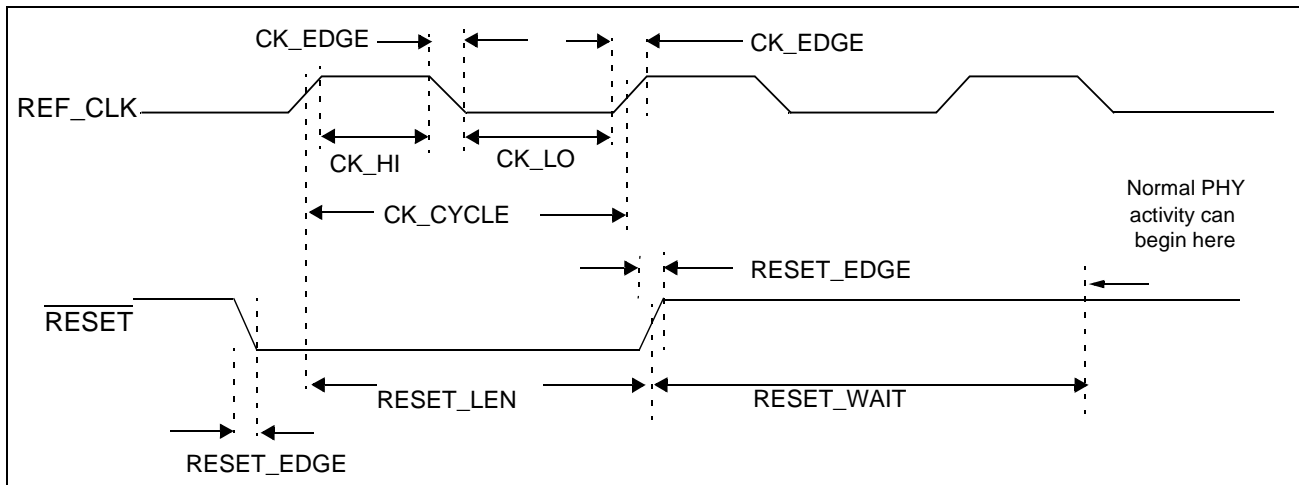 CK_EDGE
CK_EDGE
REF_CLK
CK_HI
CK_LO
CK_CYCLE
Normal PHY
activity can
begin here
RESET_EDGE
RESET
RESET_LEN
RESET_WAIT
RESET_EDGE